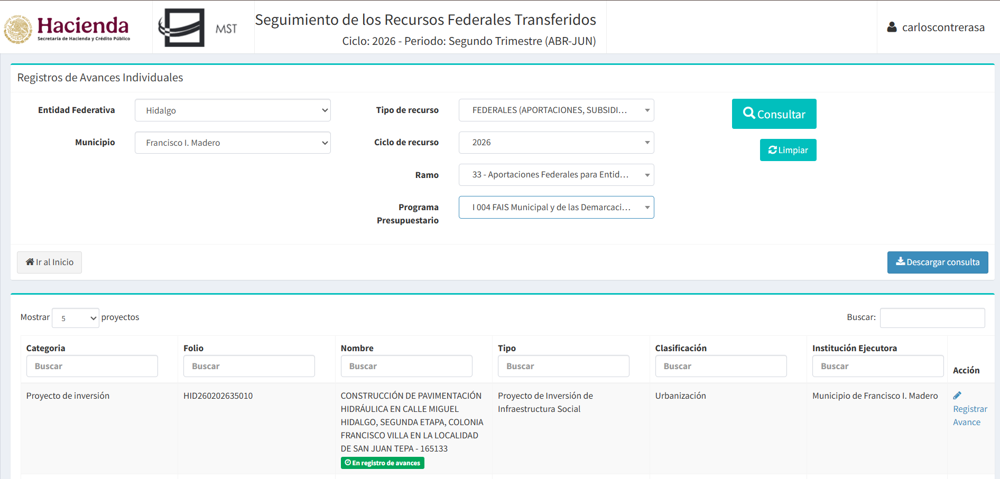 Hacienda
Secretaría de Hacienda y Crédito Público
MST
Seguimiento de los Recursos Federales Transferidos
Ciclo: 2026 - Periodo: Segundo Trimestre (ABR-JUN)
carloscontrerasa
Registros de Avances Individuales
Entidad Federativa
Hidalgo
Tipo de recurso
FEDERALES (APORTACIONES, SUBSIDI...
Consultar
Municipio
Francisco I. Madero
Ciclo de recurso
2026
Limpiar
Ramo
33 - Aportaciones Federales para Entid...
Programa
Presupuestario
I 004 FAIS Municipal y de las Demarcaci...
Ir al Inicio
Descargar consulta
Mostrar 5 proyectos
Buscar:
Categoria
Folio
Nombre
Tipo
Clasificación
Institución Ejecutora
Acción
Buscar
Buscar
Buscar
Buscar
Buscar
Buscar
Proyecto de inversión
HID260202635010
CONSTRUCCIÓN DE PAVIMENTACIÓN
HIDRÁULICA EN CALLE MIGUEL
HIDALGO, SEGUNDA ETAPA, COLONIA
FRANCISCO VILLA EN LA LOCALIDAD
DE SAN JUAN TEPA - 165133
En registro de avances
Proyecto de Inversión de
Infraestructura Social
Urbanización
Municipio de Francisco I. Madero
Registrar
Avance